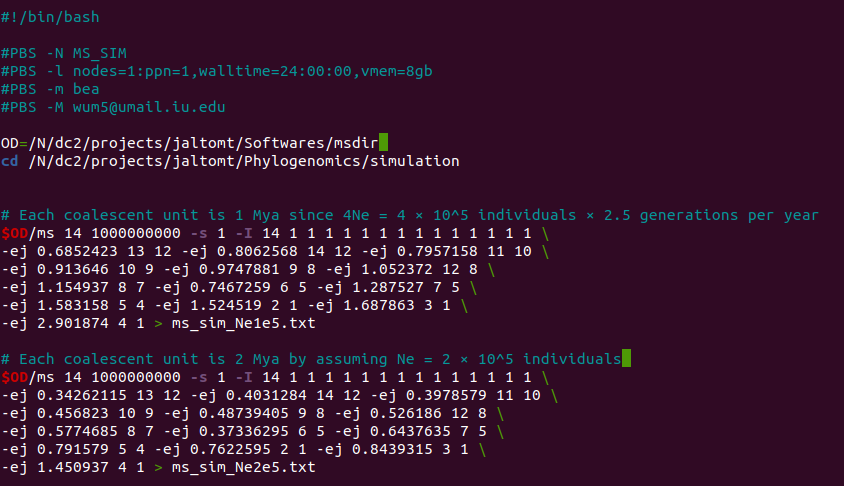 #!/bin/bash
#PBS -N MS_SIM
#PBS -l nodes=1:ppn=1,walltime=24:00:00,vmem=8gb
#PBS -m bea
#PBS -M wum5@umail.iu.edu
OD=/N/dc2/projects/jaltomt/Softwares/msdir
cd /N/dc2/projects/jaltomt/Phylogenomics/simulation
# Each coalescent unit is 1 Mya since 4Ne = 4 × 10^5 individuals × 2.5 generations per year
$OD/ms 14 1000000000 -s 1 -I 14 1 1 1 1 1 1 1 1 1 1 1 1 1 1 \
-ej 0.6852423 13 12 -ej 0.8062568 14 12 -ej 0.7957158 11 10 \
-ej 0.913646 10 9 -ej 0.9747881 9 8 -ej 1.052372 12 8 \
-ej 1.154937 8 7 -ej 0.7467259 6 5 -ej 1.287527 7 5 \
-ej 1.583158 5 4 -ej 1.524519 2 1 -ej 1.687863 3 1 \
-ej 2.901874 4 1 > ms_sim_Ne1e5.txt
# Each coalescent unit is 2 Mya by assuming Ne = 2 × 10^5 individuals
$OD/ms 14 1000000000 -s 1 -I 14 1 1 1 1 1 1 1 1 1 1 1 1 1 1 \
-ej 0.34262115 13 12 -ej 0.4031284 14 12 -ej 0.3978579 11 10 \
-ej 0.456823 10 9 -ej 0.48739405 9 8 -ej 0.526186 12 8 \
-ej 0.5774685 8 7 -ej 0.37336295 6 5 -ej 0.6437635 7 5 \
-ej 0.791579 5 4 -ej 0.7622595 2 1 -ej 0.8439315 3 1 \
-ej 1.450937 4 1 > ms_sim_Ne2e5.txt